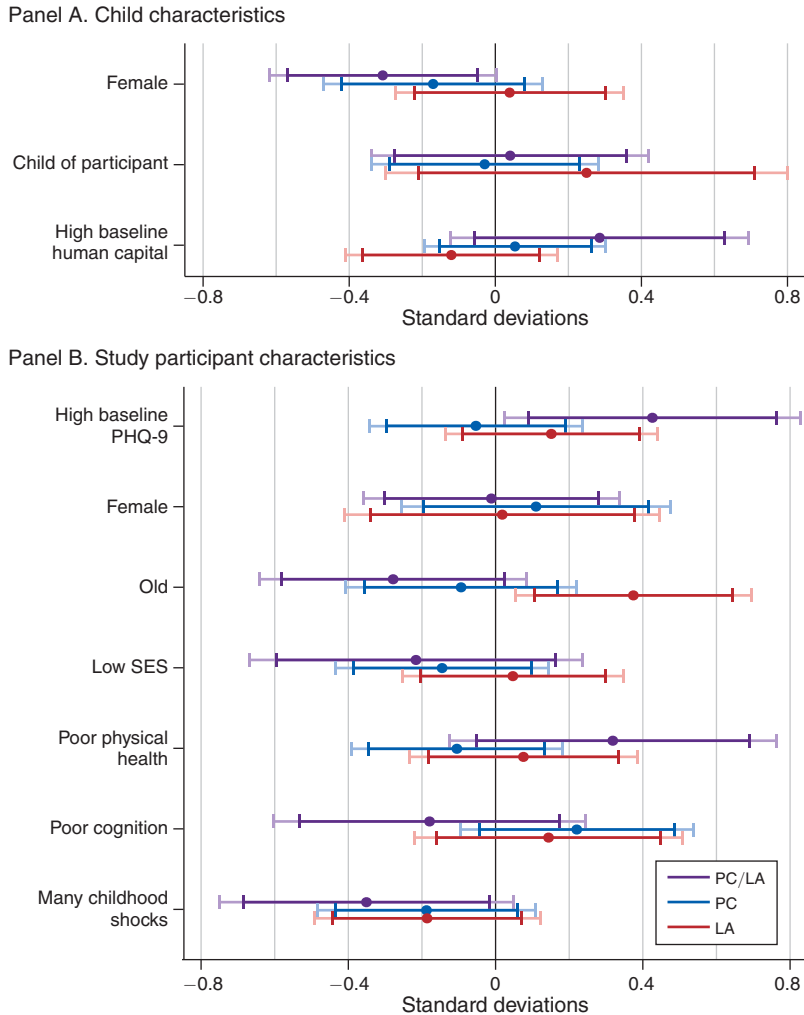 Panel A. Child characteristics
Female
Child of participant
High baseline
human capital
−0.8
−0.4
0
0.4
0.8
Standard deviations
Panel B. Study participant characteristics
High baseline
PHQ-9
Female
Old
Low SES
Poor physical
health
Poor cognition
Many childhood
shocks
PC/LA
PC
LA
−0.8
−0.4
0
0.4
0.8
Standard deviations